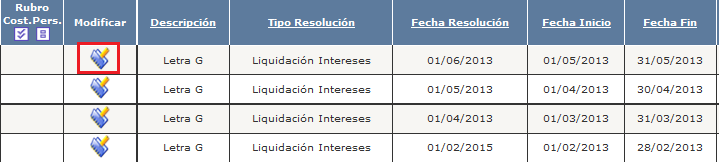 Rubro
Cost.Pers. Modificar Descripción Tipo Resolución Fecha Resolución Fecha Inicio Fecha Fin
Letra G Liquidación Intereses 01/06/2013 01/05/2013 31/05/2013
Letra G Liquidación Intereses 01/05/2013 01/04/2013 30/04/2013
Letra G Liquidación Intereses 01/04/2013 01/03/2013 31/03/2013
Letra G Liquidación Intereses 01/02/2015 01/02/2013 28/02/2013